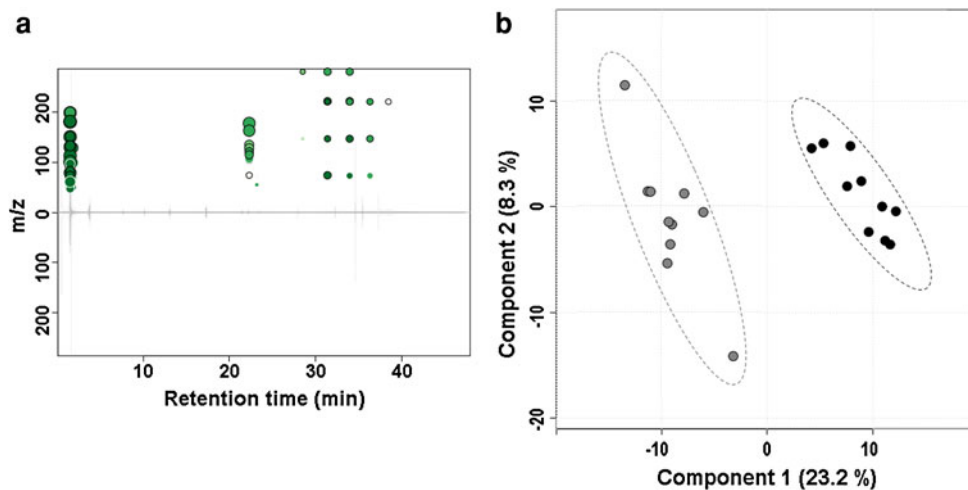 a
m/z
200
100
0
100
200
10 20 30 40
Retention time (min)
b
Component 2 (8.3 %)
10
0
-10
-20
-10 0 10
Component 1 (23.2 %)